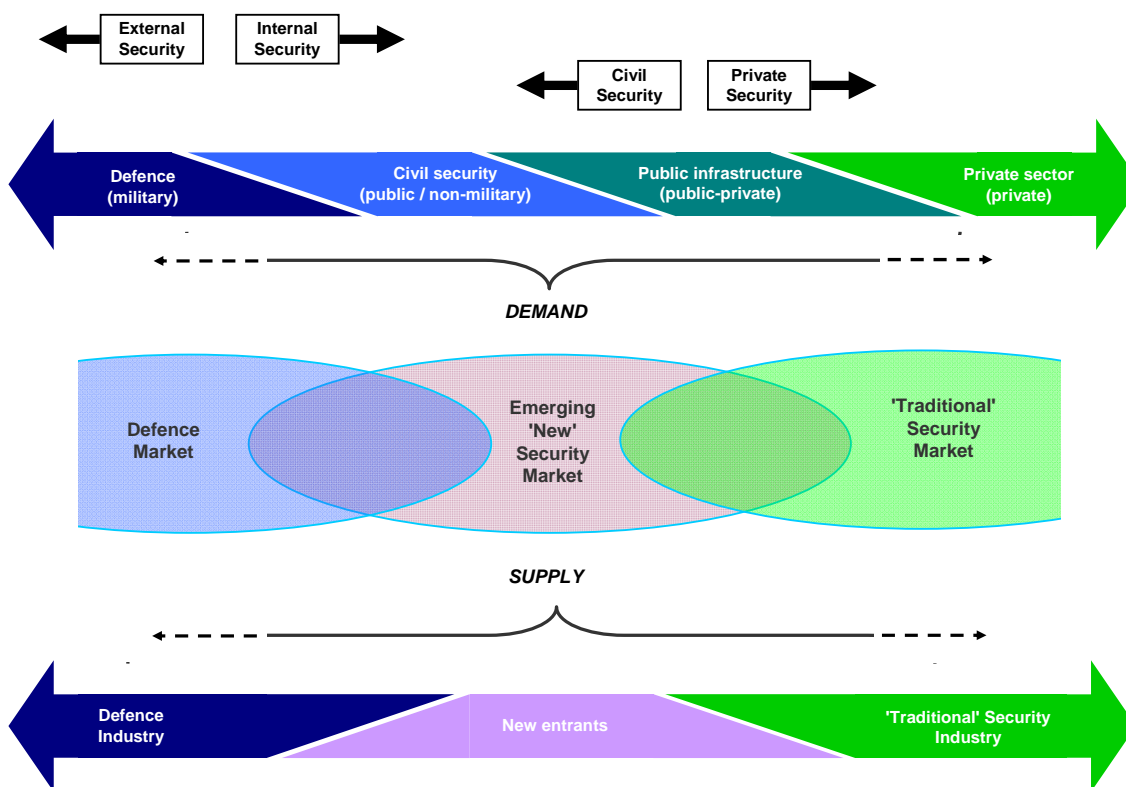 External
Security
Internal
Security
Civil
Security
Private
Security
Defence
(military)
Civil security
(public / non-military)
Public infrastructure
(public-private)
Private sector
(private)
DEMAND
Defence
Market
Emerging
'New'
Security
Market
'Traditional'
Security
Market
SUPPLY
Defence
Industry
New entrants
'Traditional' Security
Industry